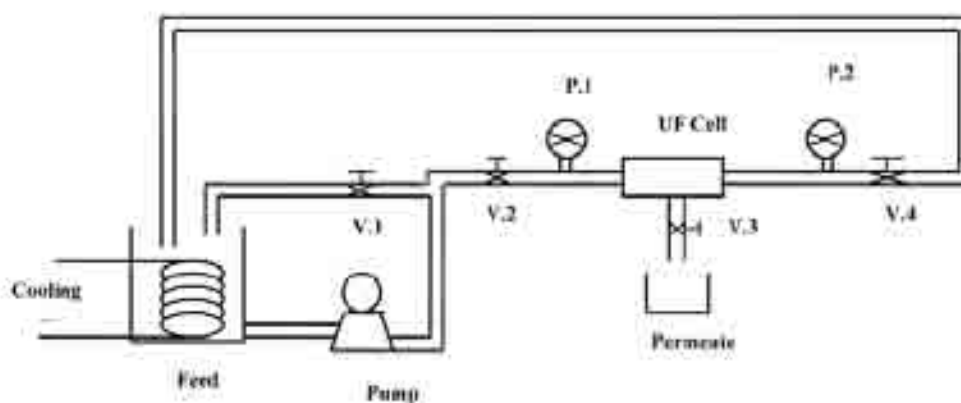 P.1
P.2
UF Cell
V.1
V.2
V.3
V.4
Cooling
Permeate
Feed
Pump